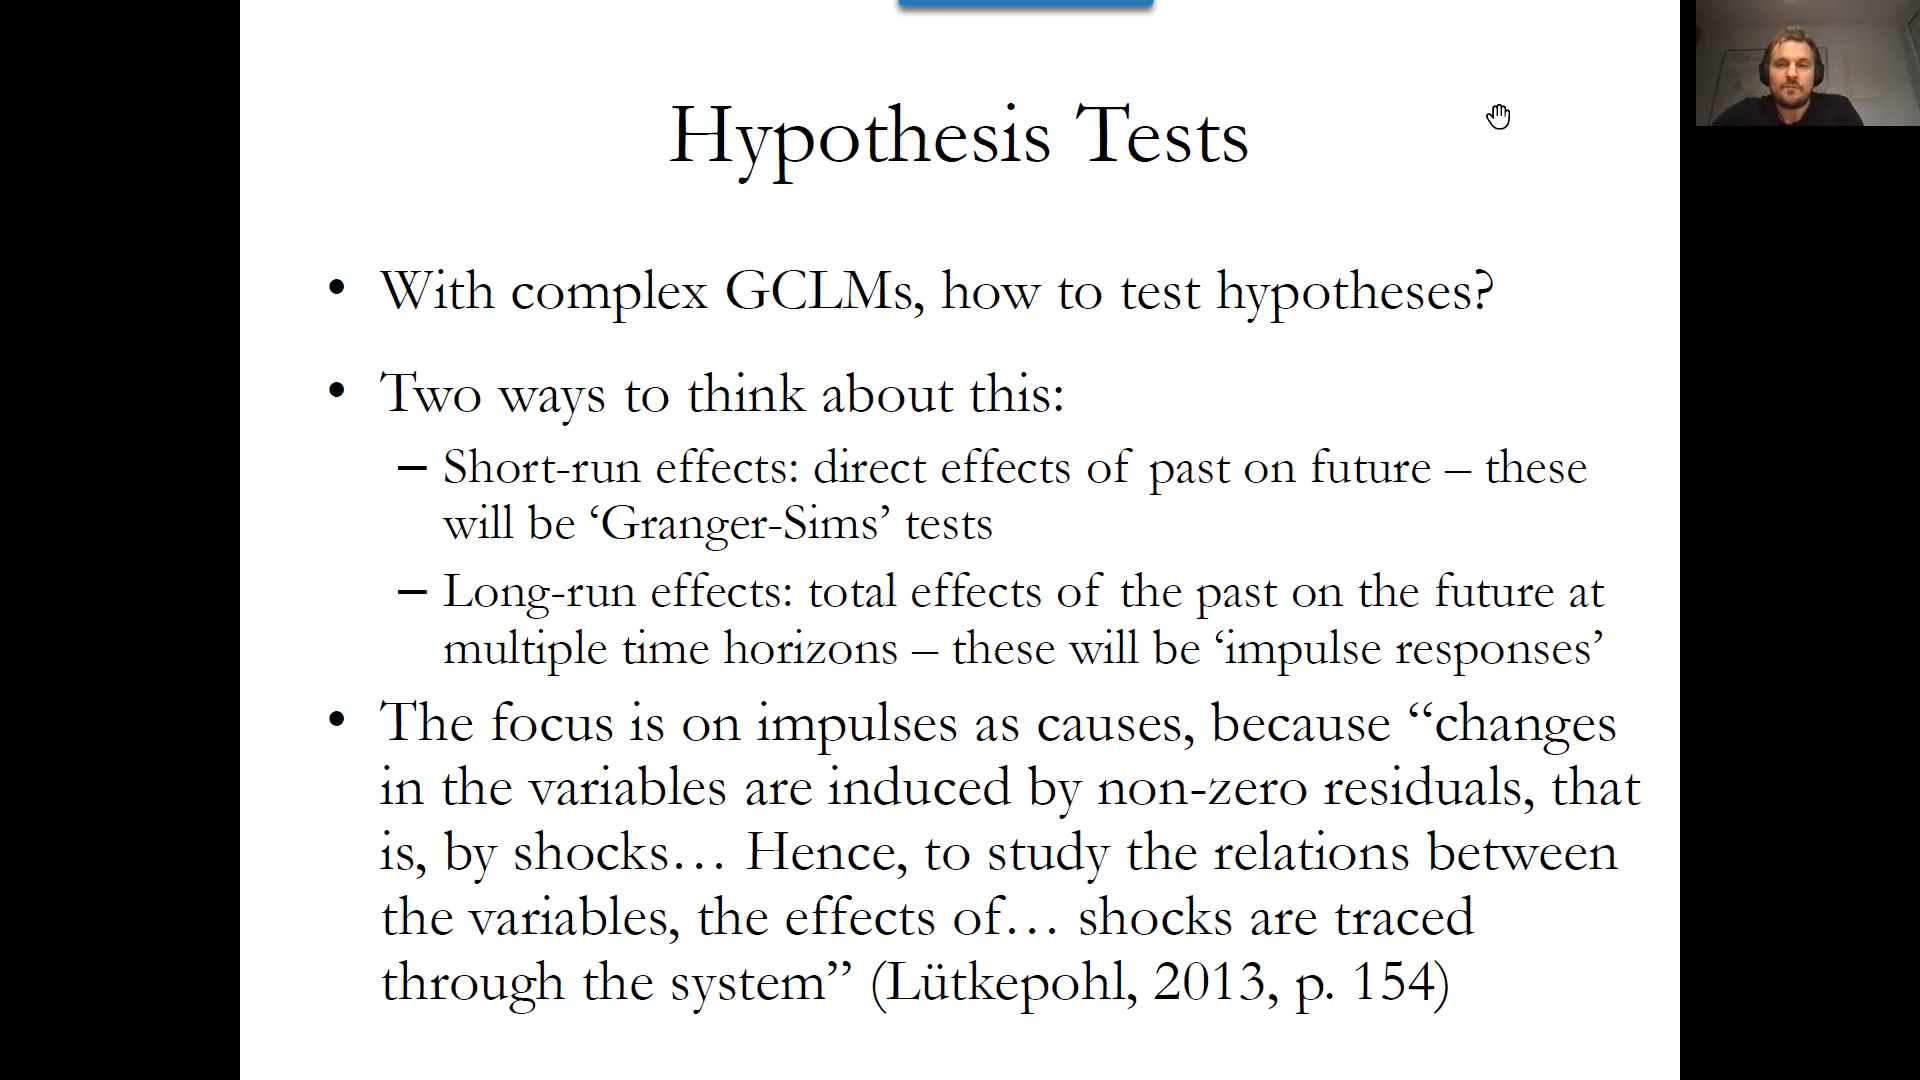 Hypothesis Tests
• With complex GCLMs, how to test hypotheses?
• Two ways to think about this:
– Short-run effects: direct effects of past on future – these
will be ‘Granger-Sims’ tests
– Long-run effects: total effects of the past on the future at
multiple time horizons – these will be ‘impulse responses’
• The focus is on impulses as causes, because “changes
in the variables are induced by non-zero residuals, that
is, by shocks… Hence, to study the relations between
the variables, the effects of… shocks are traced
through the system” (Lütkepohl, 2013, p. 154)